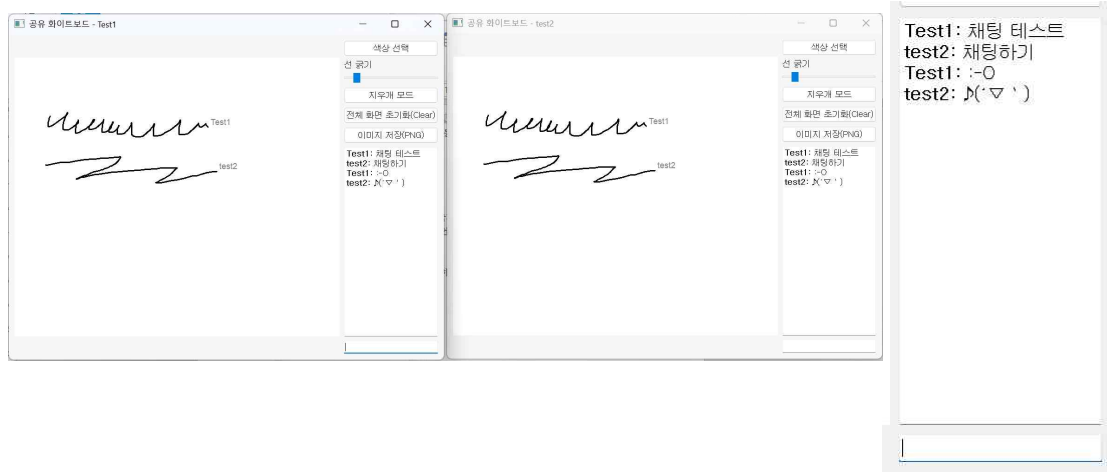 공유 화이트보드 - Test1
색상 선택
선 굵기
지우개 모드
전체 화면 초기화(Clear)
이미지 저장(PNG)
Test1
test2
Test1: 채팅 테스트
test2: 채팅하기
Test1: :-O
test2: ♪(´▽｀)
공유 화이트보드 - test2
색상 선택
선 굵기
지우개 모드
전체 화면 초기화(Clear)
이미지 저장(PNG)
Test1
test2
Test1: 채팅 테스트
test2: 채팅하기
Test1: :-O
test2: ♪(´▽｀)
Test1: 채팅 테스트
test2: 채팅하기
Test1: :-O
test2: ♪(´▽｀)